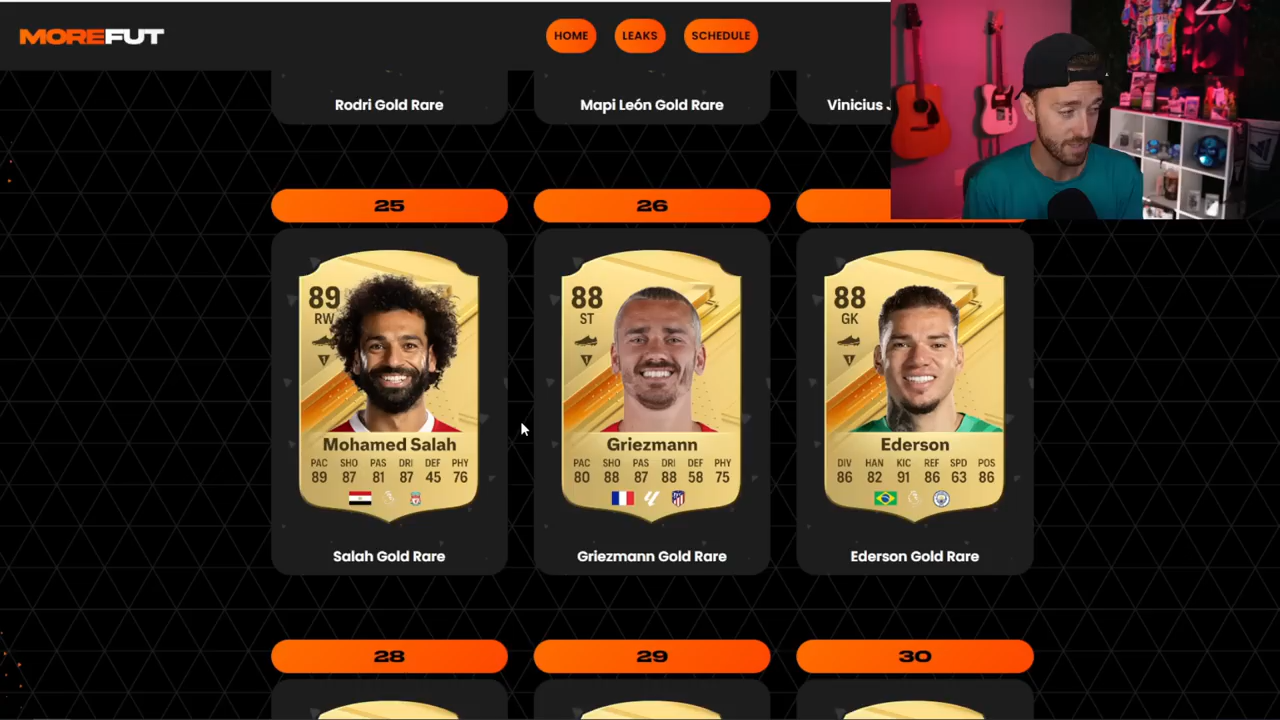 MOREFUT
HOME
LEAKS
SCHEDULE
Rodri Gold Rare
Mapi León Gold Rare
Vinicius J
25
26
89
RW
Mohamed Salah
PAC SHO PAS DRI DEF PHY
89 87 81 87 45 76
Salah Gold Rare
88
ST
Griezmann
PAC SHO PAS DRI DEF PHY
80 88 87 88 58 75
Griezmann Gold Rare
88
GK
Ederson
DIV HAN KIC REF SPD POS
86 82 91 86 63 86
Ederson Gold Rare
28
29
30